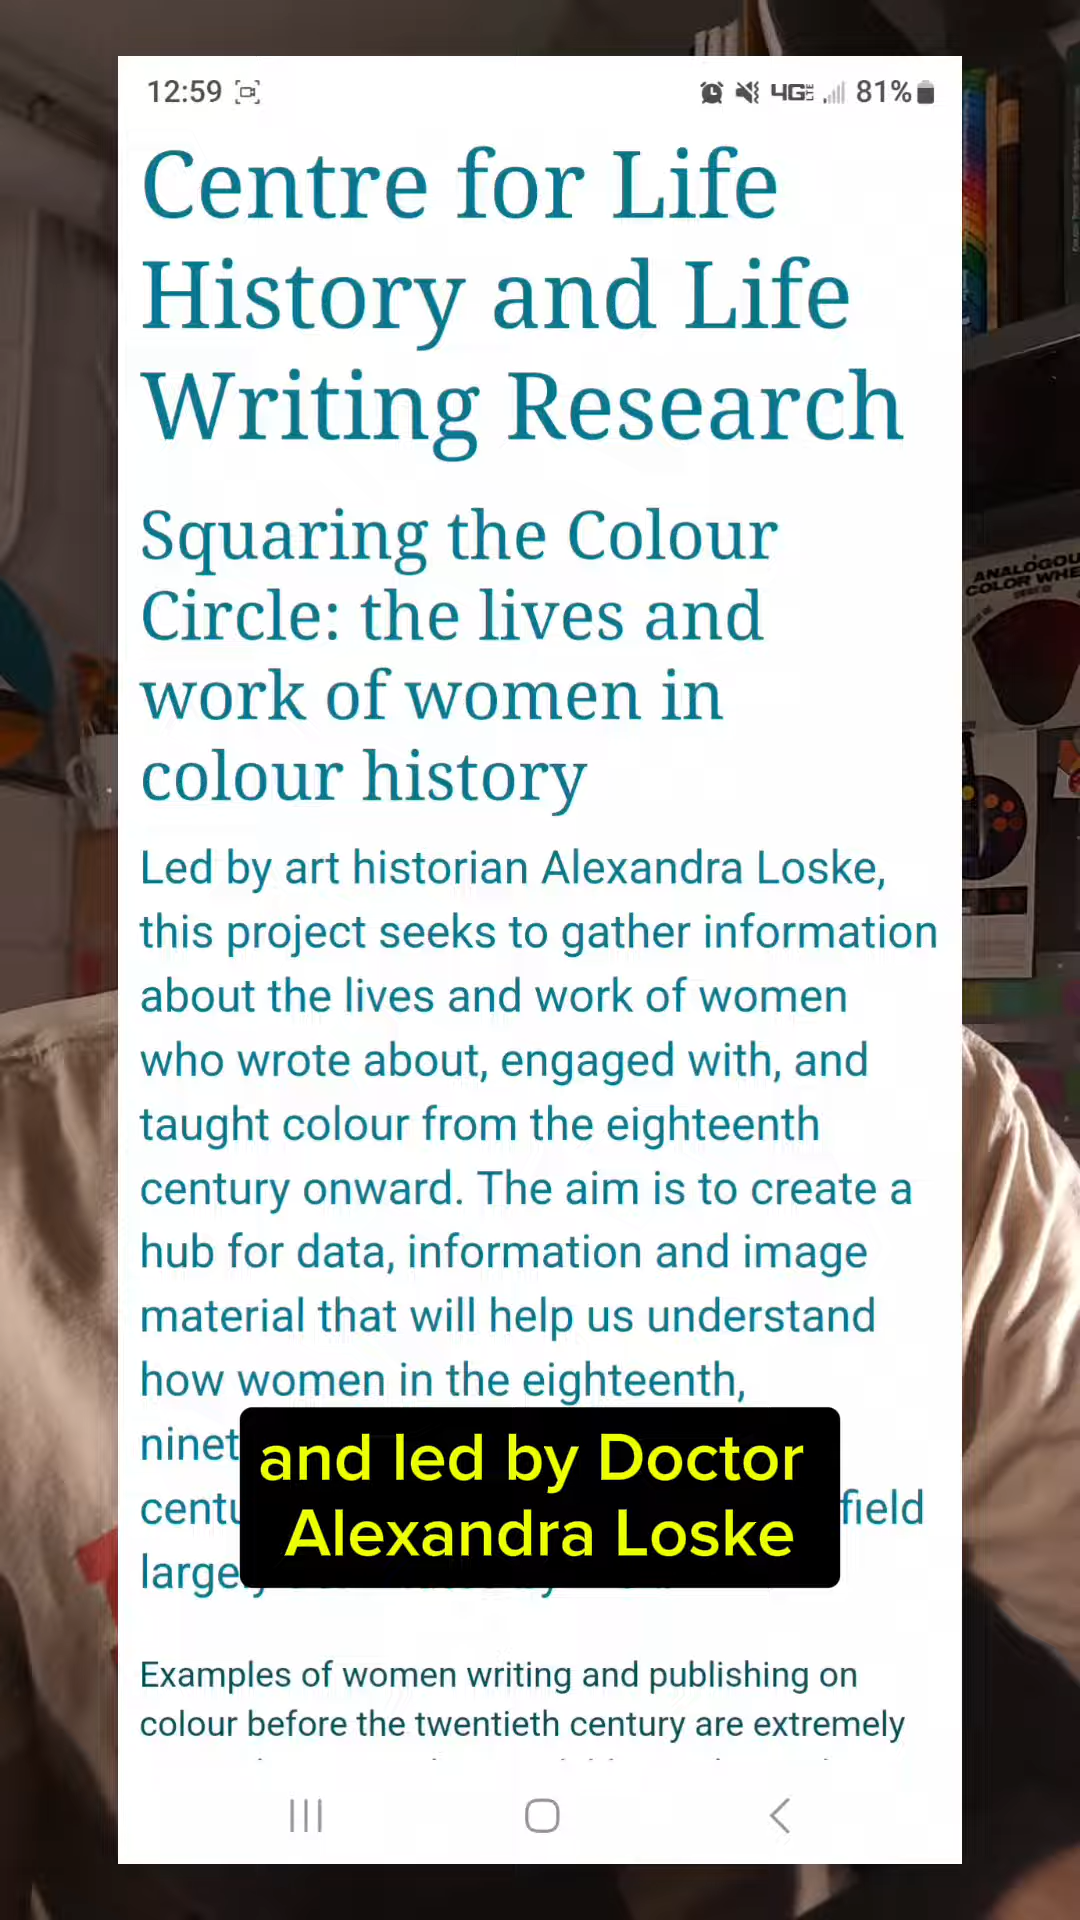 12:59
4G LTE 81%
Centre for Life
History and Life
Writing Research
Squaring the Colour
Circle: the lives and
work of women in
colour history
Led by art historian Alexandra Loske,
this project seeks to gather information
about the lives and work of women
who wrote about, engaged with, and
taught colour from the eighteenth
century onward. The aim is to create a
hub for data, information and image
material that will help us understand
how women in the eighteenth,
and led by Doctor
Alexandra Loske
field
Examples of women writing and publishing on
colour before the twentieth century are extremely
ANALOGOU
COLOR WHE